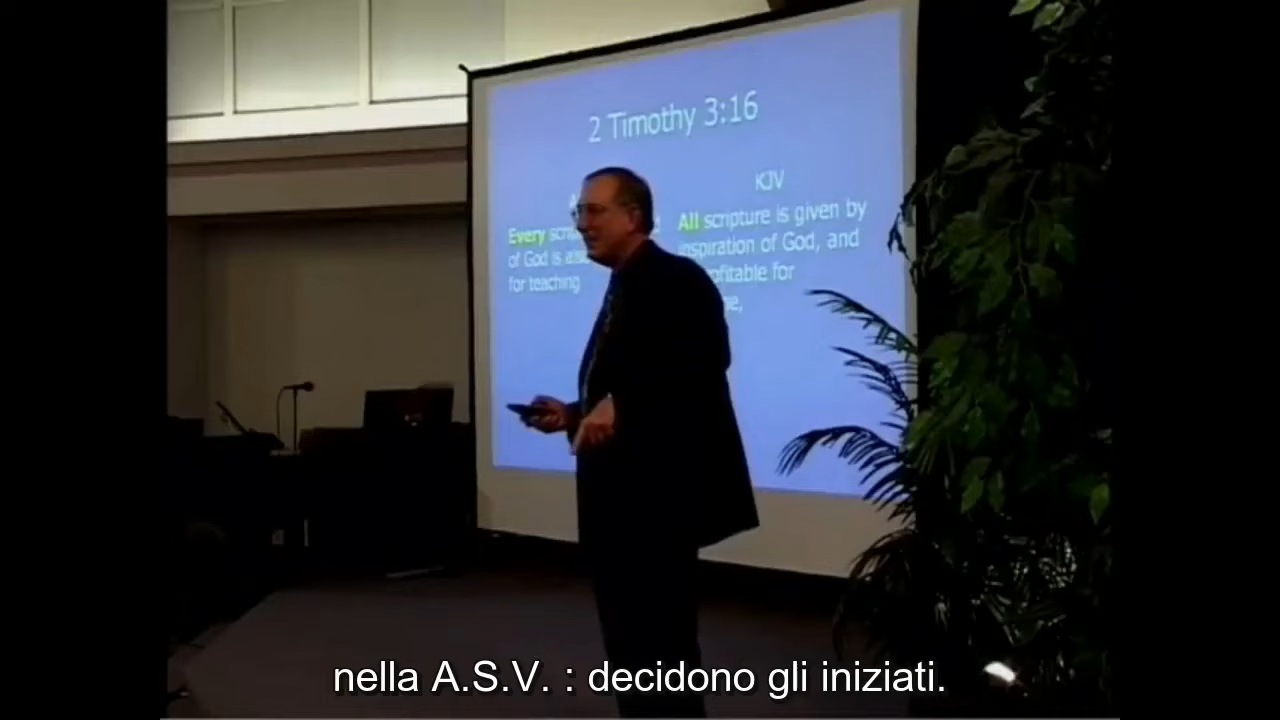 2 Timothy 3:16
KJV
Every
of God is
for teaching
All scripture is given by
inspiration of God, and
for
nella A.S.V. : decidono gli iniziati.